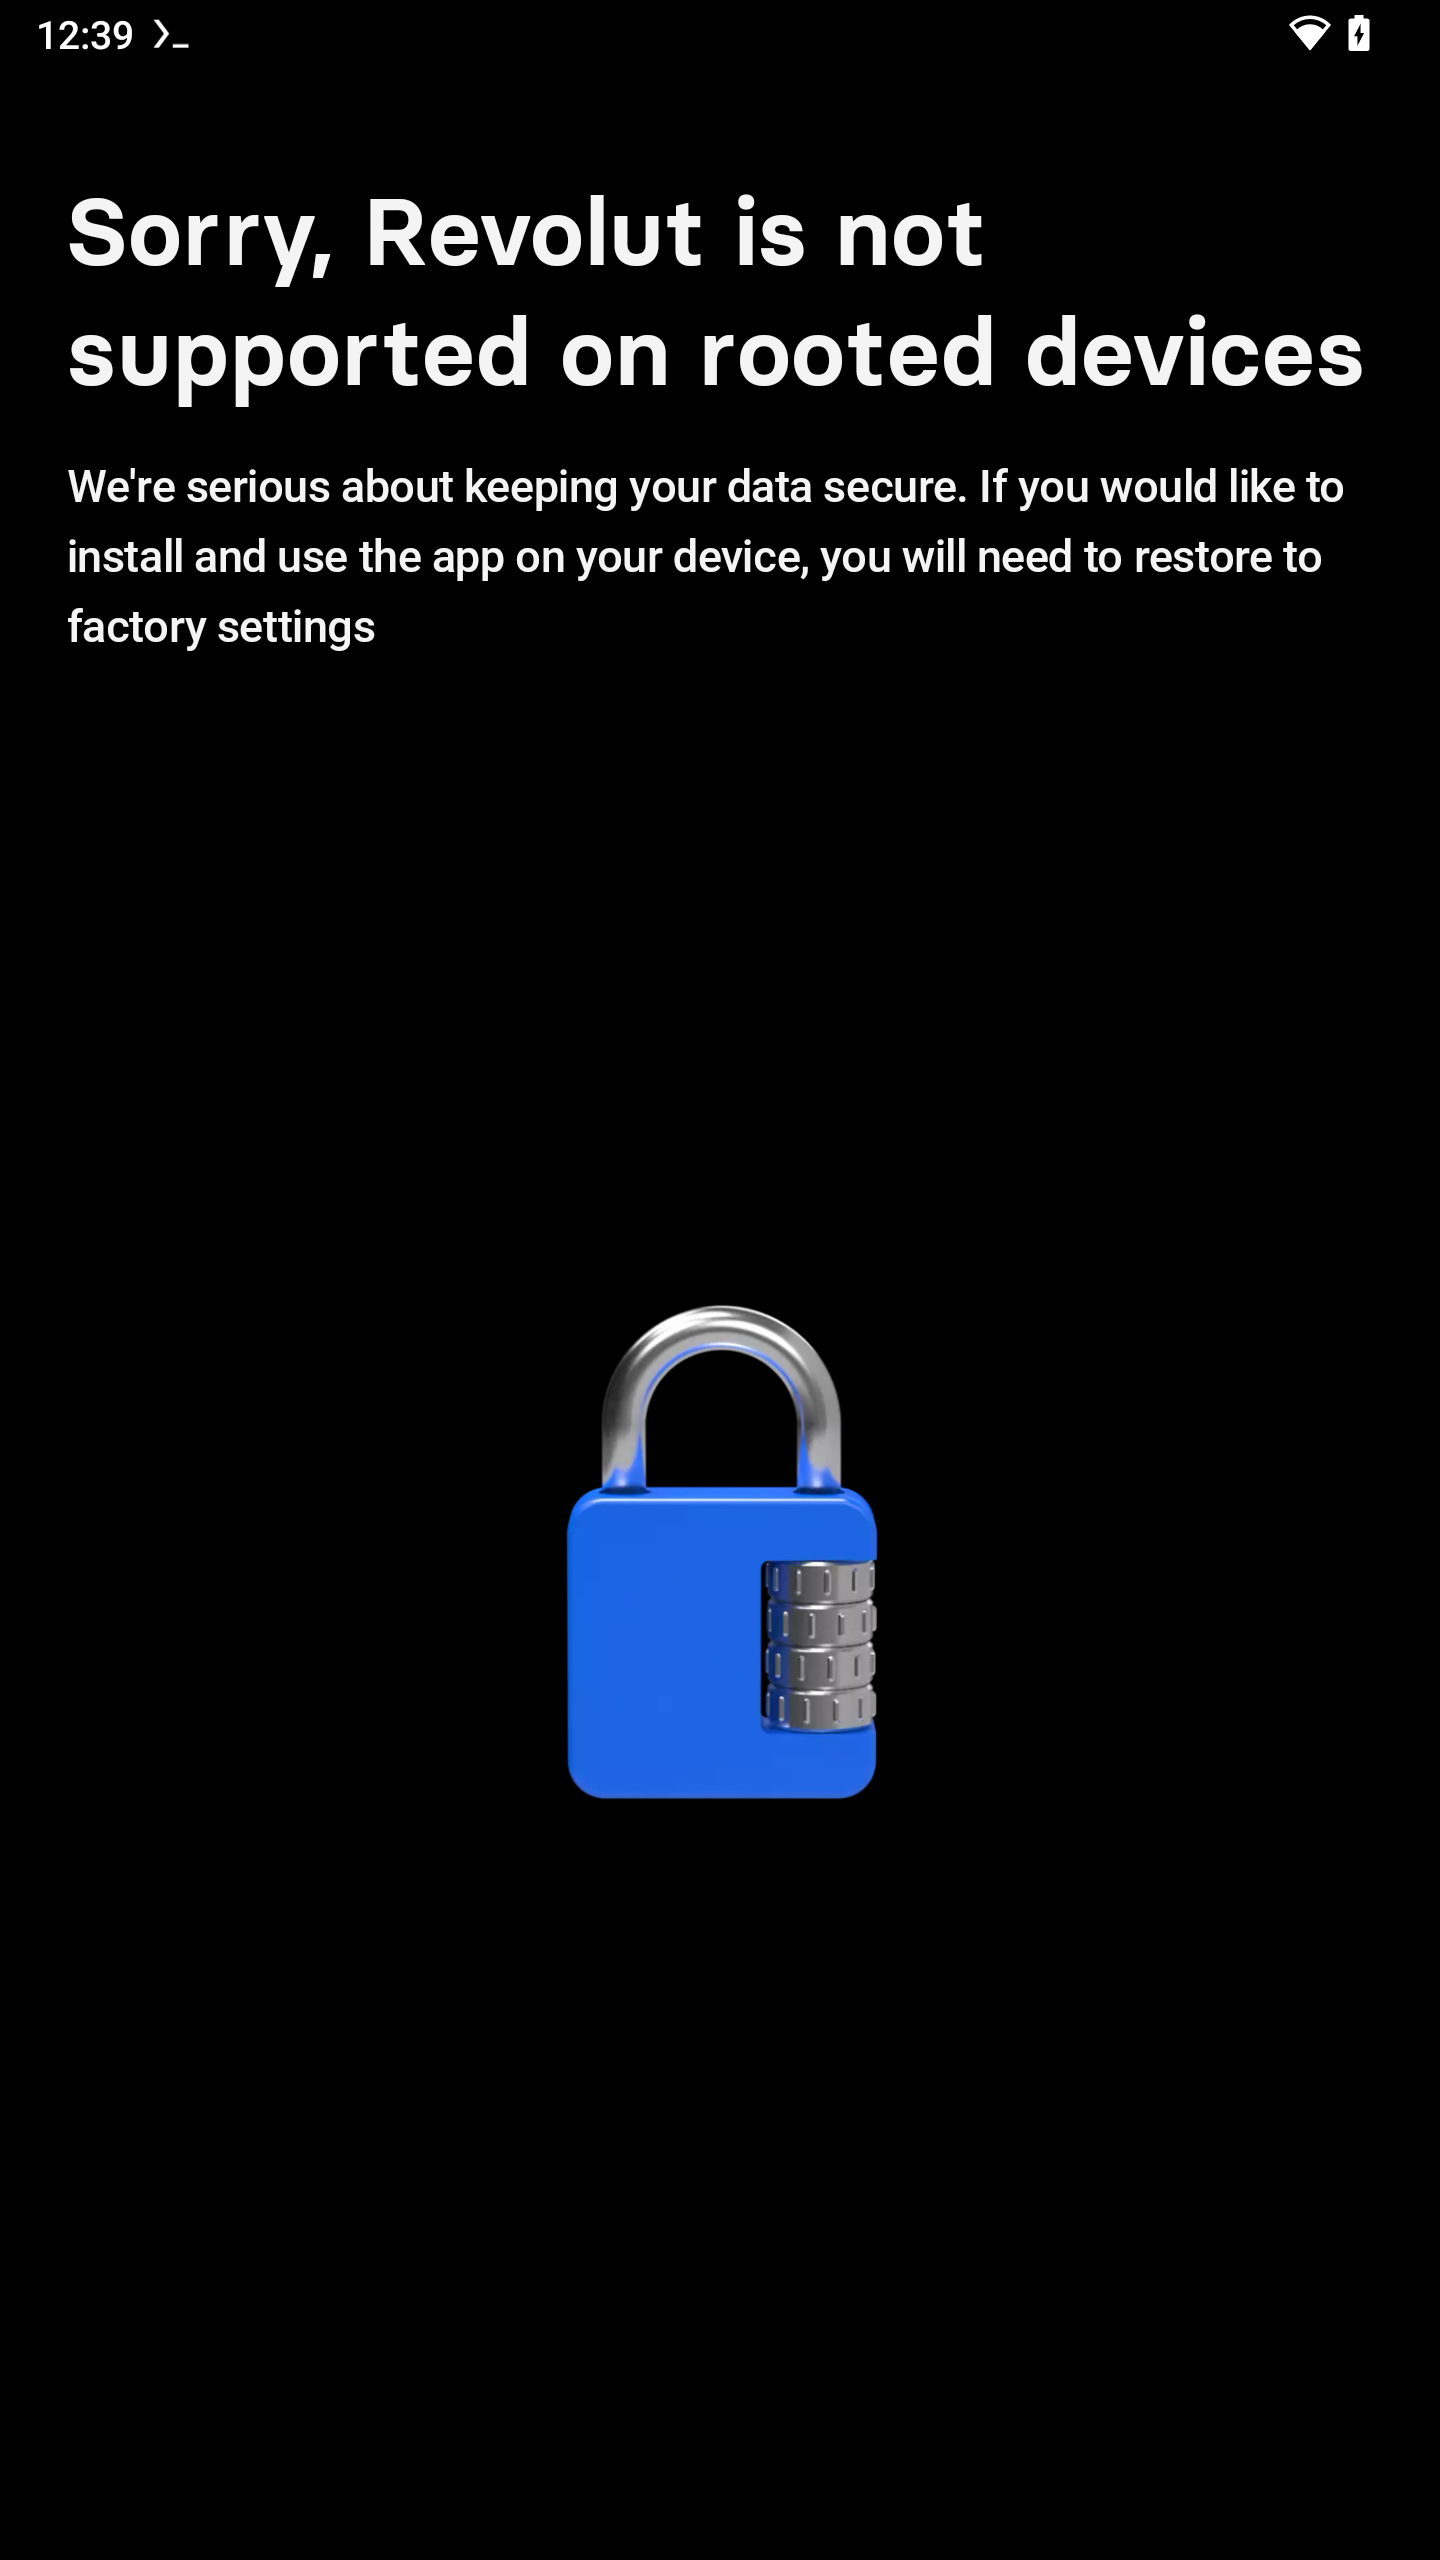 12:39
Sorry, Revolut is not
supported on rooted devices
We're serious about keeping your data secure. If you would like to
install and use the app on your device, you will need to restore to
factory settings